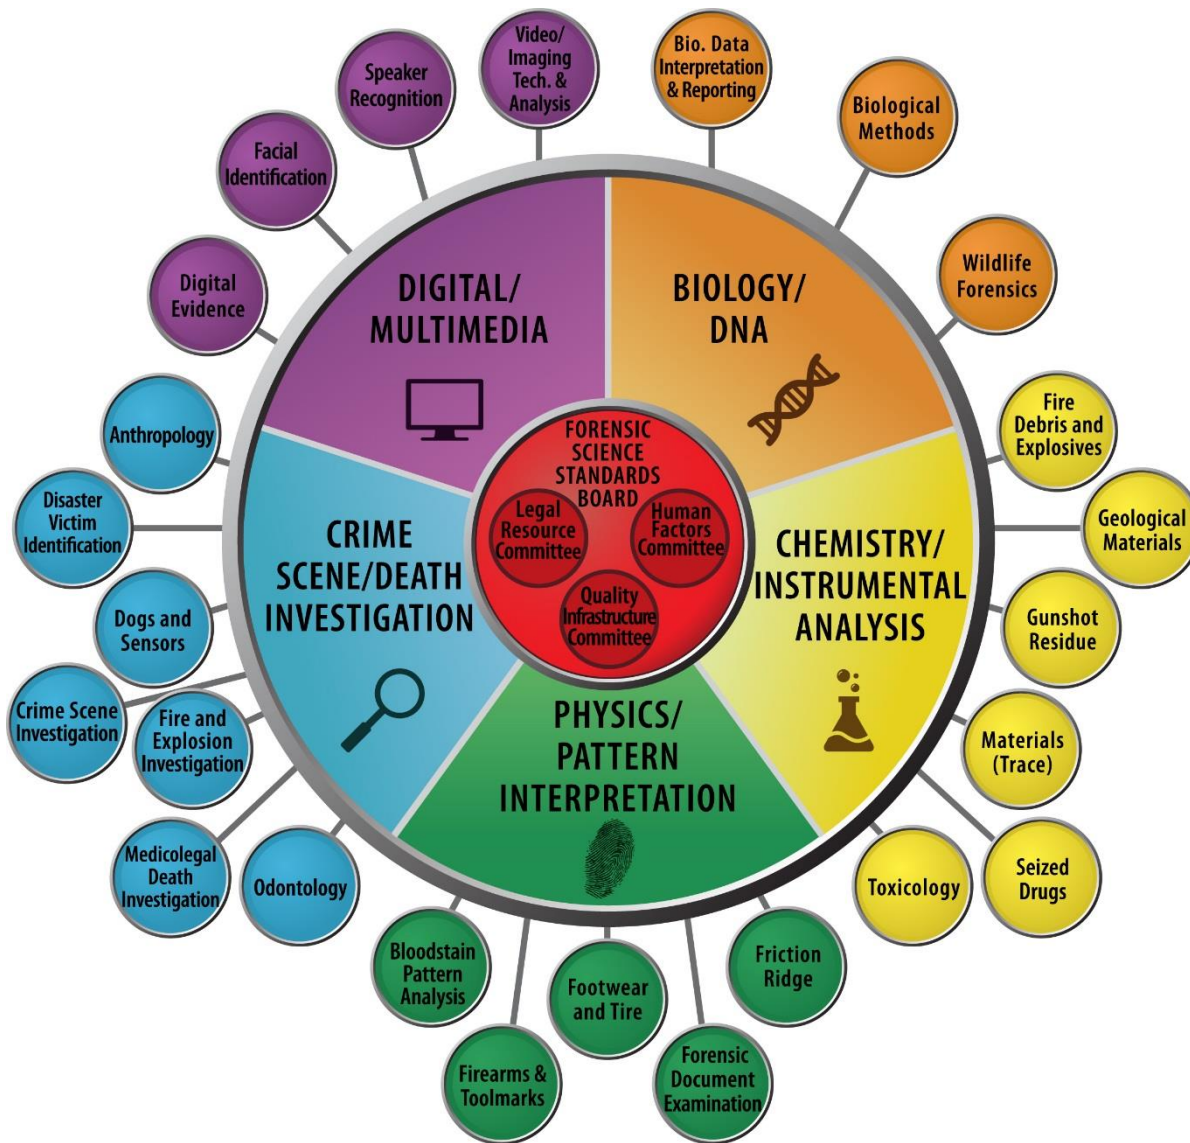 Video/
Imaging
Tech. &
Analysis
Bio. Data
Interpretation
& Reporting
Speaker
Recognition
Biological
Methods
Facial
Identification
Digital
Evidence
Wildlife
Forensics
DIGITAL/
MULTIMEDIA
BIOLOGY/
DNA
Anthropology
Fire
Debris and
Explosives
FORENSIC
SCIENCE
STANDARDS
BOARD
Legal
Resource
Committee
Human
Factors
Committee
Quality
Infrastructure
Committee
Disaster
Victim
Identification
Geological
Materials
CRIME
SCENE/DEATH
INVESTIGATION
CHEMISTRY/
INSTRUMENTAL
ANALYSIS
Dogs and
Sensors
Gunshot
Residue
Crime Scene
Investigation
Fire and
Explosion
Investigation
PHYSICS/
PATTERN
INTERPRETATION
Materials
(Trace)
Medicolegal
Death
Investigation
Odontology
Toxicology
Seized
Drugs
Bloodstain
Pattern
Analysis
Footwear
and Tire
Friction
Ridge
Firearms &
Toolmarks
Forensic
Document
Examination